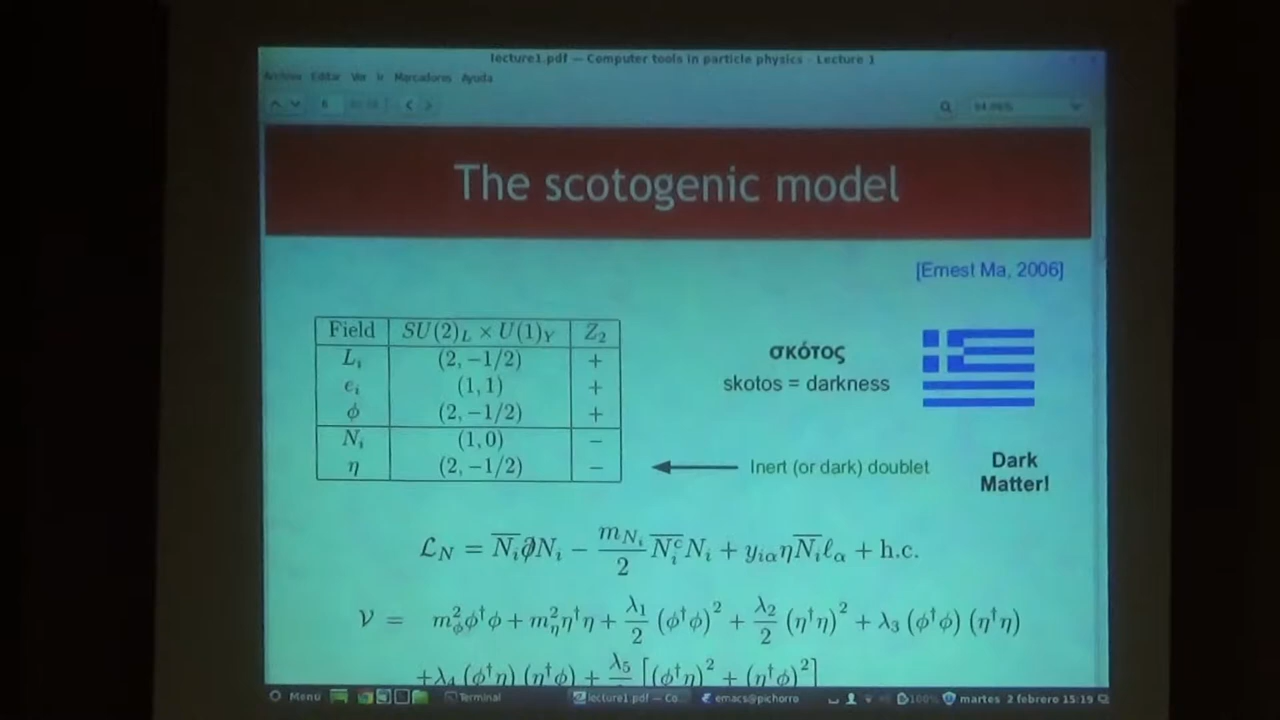 lecture1.pdf — Computer tools in particle physics - Lecture 1
Archivo Editar Ver Ir Marcadores Ayuda
The scotogenic model
[Ernest Ma, 2006]
Field SU(2)_L × U(1)_Y Z_2
L_i (2, −1/2) +
e_i (1, 1) +
ϕ (2, −1/2) +
N_i (1, 0) −
η (2, −1/2) −
σκότος
skotos = darkness
Inert (or dark) doublet
Dark
Matter!
ℒ_N = \overline{N_i} ∂̸ N_i − \frac{m_{N_i}}{2} \overline{N_i^c} N_i + y_{iα} η \overline{N_i} ℓ_α + h.c.
𝒱 = m_ϕ^2 ϕ^† ϕ + m_η^2 η^† η + \frac{λ_1}{2} (ϕ^† ϕ)^2 + \frac{λ_2}{2} (η^† η)^2 + λ_3 (ϕ^† ϕ) (η^† η)
+ λ_4 (ϕ^† η) (η^† ϕ) + \frac{λ_5}{2} [(ϕ^† η)^2 + (η^† ϕ)^2]
Menú Terminal lecture1.pdf — Co... emacs@pichorro 100% martes 2 febrero 15:19